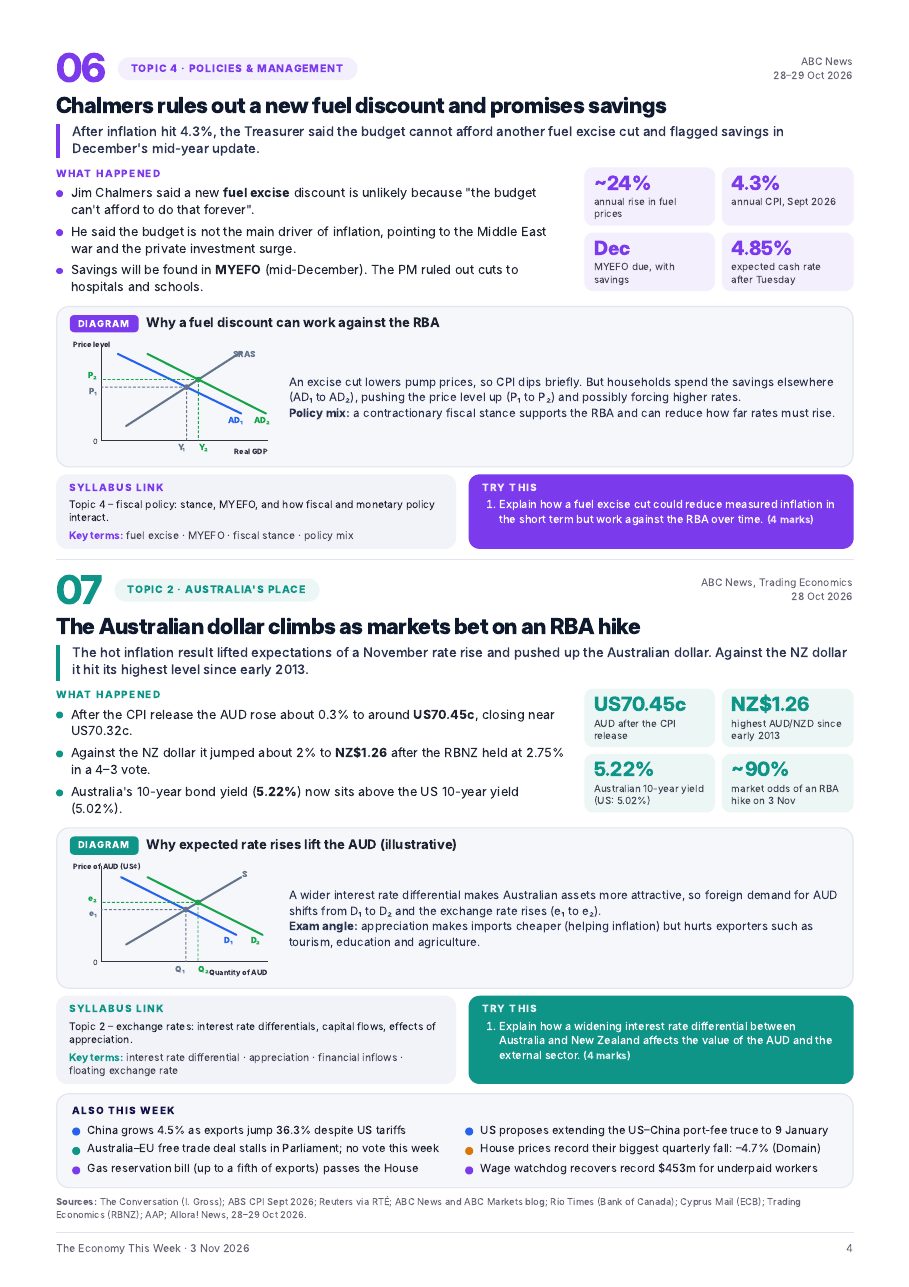 06
TOPIC 4 · POLICIES & MANAGEMENT
ABC News
28–29 Oct 2026
Chalmers rules out a new fuel discount and promises savings
After inflation hit 4.3%, the Treasurer said the budget cannot afford another fuel excise cut and flagged savings in
December's mid-year update.
WHAT HAPPENED
Jim Chalmers said a new fuel excise discount is unlikely because "the budget
can't afford to do that forever".
He said the budget is not the main driver of inflation, pointing to the Middle East
war and the private investment surge.
Savings will be found in MYEFO (mid-December). The PM ruled out cuts to
hospitals and schools.
~24%
annual rise in fuel
prices
4.3%
annual CPI, Sept 2026
Dec
MYEFO due, with
savings
4.85%
expected cash rate
after Tuesday
DIAGRAM
Why a fuel discount can work against the RBA
Price level
SRAS
P₂
P₁
AD₁
AD₂
0
Y₁
Y₂
Real GDP
An excise cut lowers pump prices, so CPI dips briefly. But households spend the savings elsewhere
(AD₁ to AD₂), pushing the price level up (P₁ to P₂) and possibly forcing higher rates.
Policy mix: a contractionary fiscal stance supports the RBA and can reduce how far rates must rise.
SYLLABUS LINK
Topic 4 – fiscal policy: stance, MYEFO, and how fiscal and monetary policy
interact.
Key terms: fuel excise · MYEFO · fiscal stance · policy mix
TRY THIS
1. Explain how a fuel excise cut could reduce measured inflation in
the short term but work against the RBA over time. (4 marks)
07
TOPIC 2 · AUSTRALIA'S PLACE
ABC News, Trading Economics
28 Oct 2026
The Australian dollar climbs as markets bet on an RBA hike
The hot inflation result lifted expectations of a November rate rise and pushed up the Australian dollar. Against the NZ dollar
it hit its highest level since early 2013.
WHAT HAPPENED
After the CPI release the AUD rose about 0.3% to around US70.45c, closing near
US70.32c.
Against the NZ dollar it jumped about 2% to NZ$1.26 after the RBNZ held at 2.75%
in a 4–3 vote.
Australia's 10-year bond yield (5.22%) now sits above the US 10-year yield
(5.02%).
US70.45c
AUD after the CPI
release
NZ$1.26
highest AUD/NZD since
early 2013
5.22%
Australian 10-year yield
(US: 5.02%)
~90%
market odds of an RBA
hike on 3 Nov
DIAGRAM
Why expected rate rises lift the AUD (illustrative)
Price of AUD (US¢)
S
e₂
e₁
D₁
D₂
0
Q₁
Q₂
Quantity of AUD
A wider interest rate differential makes Australian assets more attractive, so foreign demand for AUD
shifts from D₁ to D₂ and the exchange rate rises (e₁ to e₂).
Exam angle: appreciation makes imports cheaper (helping inflation) but hurts exporters such as
tourism, education and agriculture.
SYLLABUS LINK
Topic 2 – exchange rates: interest rate differentials, capital flows, effects of
appreciation.
Key terms: interest rate differential · appreciation · financial inflows ·
floating exchange rate
TRY THIS
1. Explain how a widening interest rate differential between
Australia and New Zealand affects the value of the AUD and the
external sector. (4 marks)
ALSO THIS WEEK
China grows 4.5% as exports jump 36.3% despite US tariffs
Australia–EU free trade deal stalls in Parliament; no vote this week
Gas reservation bill (up to a fifth of exports) passes the House
US proposes extending the US–China port-fee truce to 9 January
House prices record their biggest quarterly fall: −4.7% (Domain)
Wage watchdog recovers record $453m for underpaid workers
Sources: The Conversation (I. Gross); ABS CPI Sept 2026; Reuters via RTÉ; ABC News and ABC Markets blog; Rio Times (Bank of Canada); Cyprus Mail (ECB); Trading
Economics (RBNZ); AAP; Allora! News, 28–29 Oct 2026.
The Economy This Week · 3 Nov 2026
4